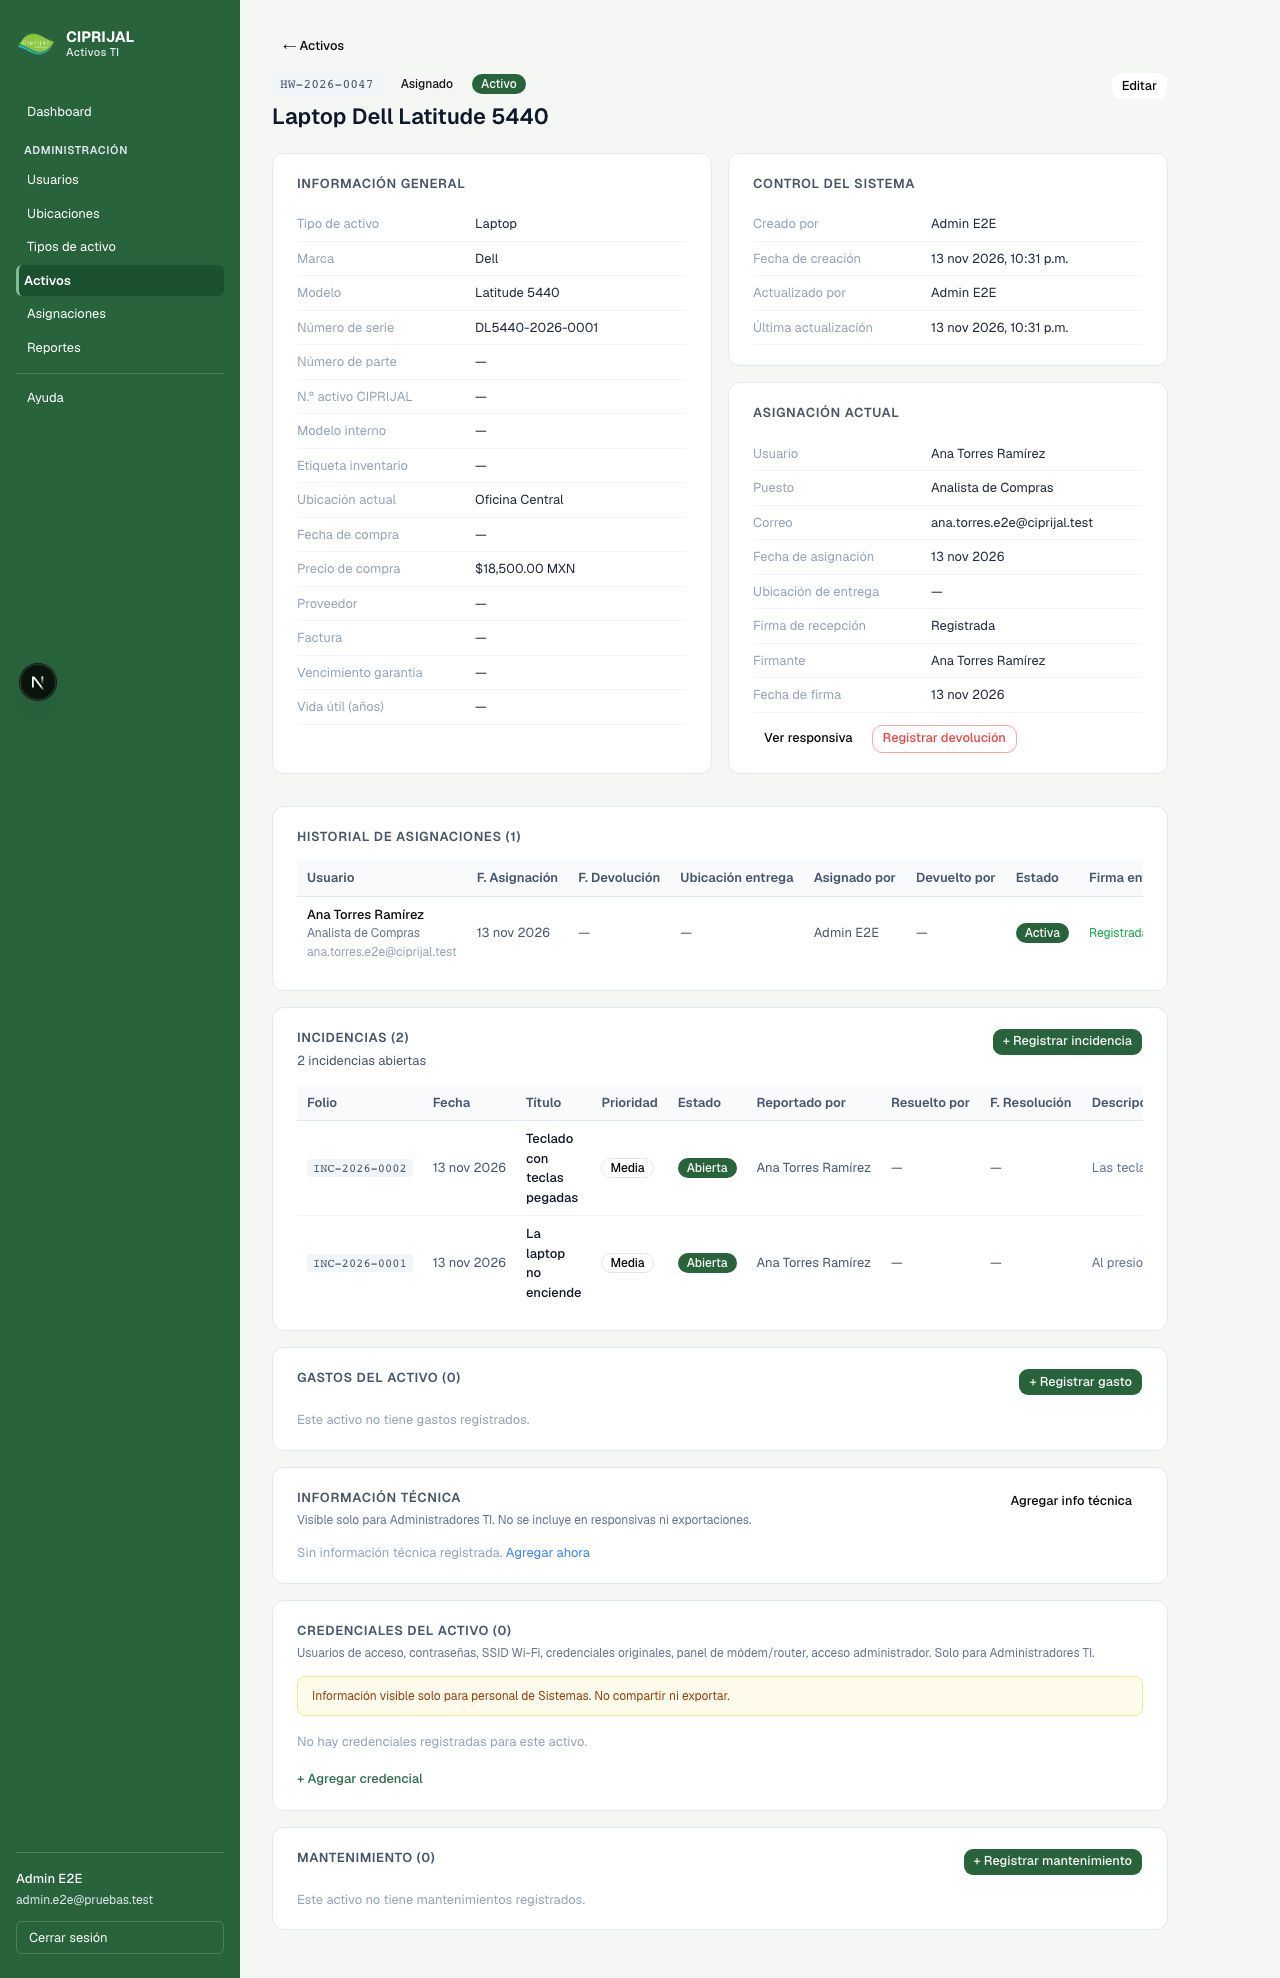 CIPRIJAL
Activos TI
Dashboard
ADMINISTRACIÓN
Usuarios
Ubicaciones
Tipos de activo
Activos
Asignaciones
Reportes
Ayuda
N
Admin E2E
admin.e2e@pruebas.test
Cerrar sesión
← Activos
HW-2026-0047 Asignado Activo
Editar
Laptop Dell Latitude 5440
INFORMACIÓN GENERAL
Tipo de activo Laptop
Marca Dell
Modelo Latitude 5440
Número de serie DL5440-2026-0001
Número de parte —
N.º activo CIPRIJAL —
Modelo interno —
Etiqueta inventario —
Ubicación actual Oficina Central
Fecha de compra —
Precio de compra $18,500.00 MXN
Proveedor —
Factura —
Vencimiento garantía —
Vida útil (años) —
CONTROL DEL SISTEMA
Creado por Admin E2E
Fecha de creación 13 nov 2026, 10:31 p.m.
Actualizado por Admin E2E
Última actualización 13 nov 2026, 10:31 p.m.
ASIGNACIÓN ACTUAL
Usuario Ana Torres Ramírez
Puesto Analista de Compras
Correo ana.torres.e2e@ciprijal.test
Fecha de asignación 13 nov 2026
Ubicación de entrega —
Firma de recepción Registrada
Firmante Ana Torres Ramírez
Fecha de firma 13 nov 2026
Ver responsiva Registrar devolución
HISTORIAL DE ASIGNACIONES (1)
Usuario F. Asignación F. Devolución Ubicación entrega Asignado por Devuelto por Estado Firma en
Ana Torres Ramírez
Analista de Compras
ana.torres.e2e@ciprijal.test
13 nov 2026 — — Admin E2E — Activa Registrada
INCIDENCIAS (2)
2 incidencias abiertas
+ Registrar incidencia
Folio Fecha Título Prioridad Estado Reportado por Resuelto por F. Resolución Descripc
INC-2026-0002 13 nov 2026 Teclado con teclas pegadas Media Abierta Ana Torres Ramírez — — Las tecla
INC-2026-0001 13 nov 2026 La laptop no enciende Media Abierta Ana Torres Ramírez — — Al presio
GASTOS DEL ACTIVO (0)
+ Registrar gasto
Este activo no tiene gastos registrados.
INFORMACIÓN TÉCNICA
Agregar info técnica
Visible solo para Administradores TI. No se incluye en responsivas ni exportaciones.
Sin información técnica registrada. Agregar ahora
CREDENCIALES DEL ACTIVO (0)
Usuarios de acceso, contraseñas, SSID Wi-Fi, credenciales originales, panel de módem/router, acceso administrador. Solo para Administradores TI.
Información visible solo para personal de Sistemas. No compartir ni exportar.
No hay credenciales registradas para este activo.
+ Agregar credencial
MANTENIMIENTO (0)
+ Registrar mantenimiento
Este activo no tiene mantenimientos registrados.